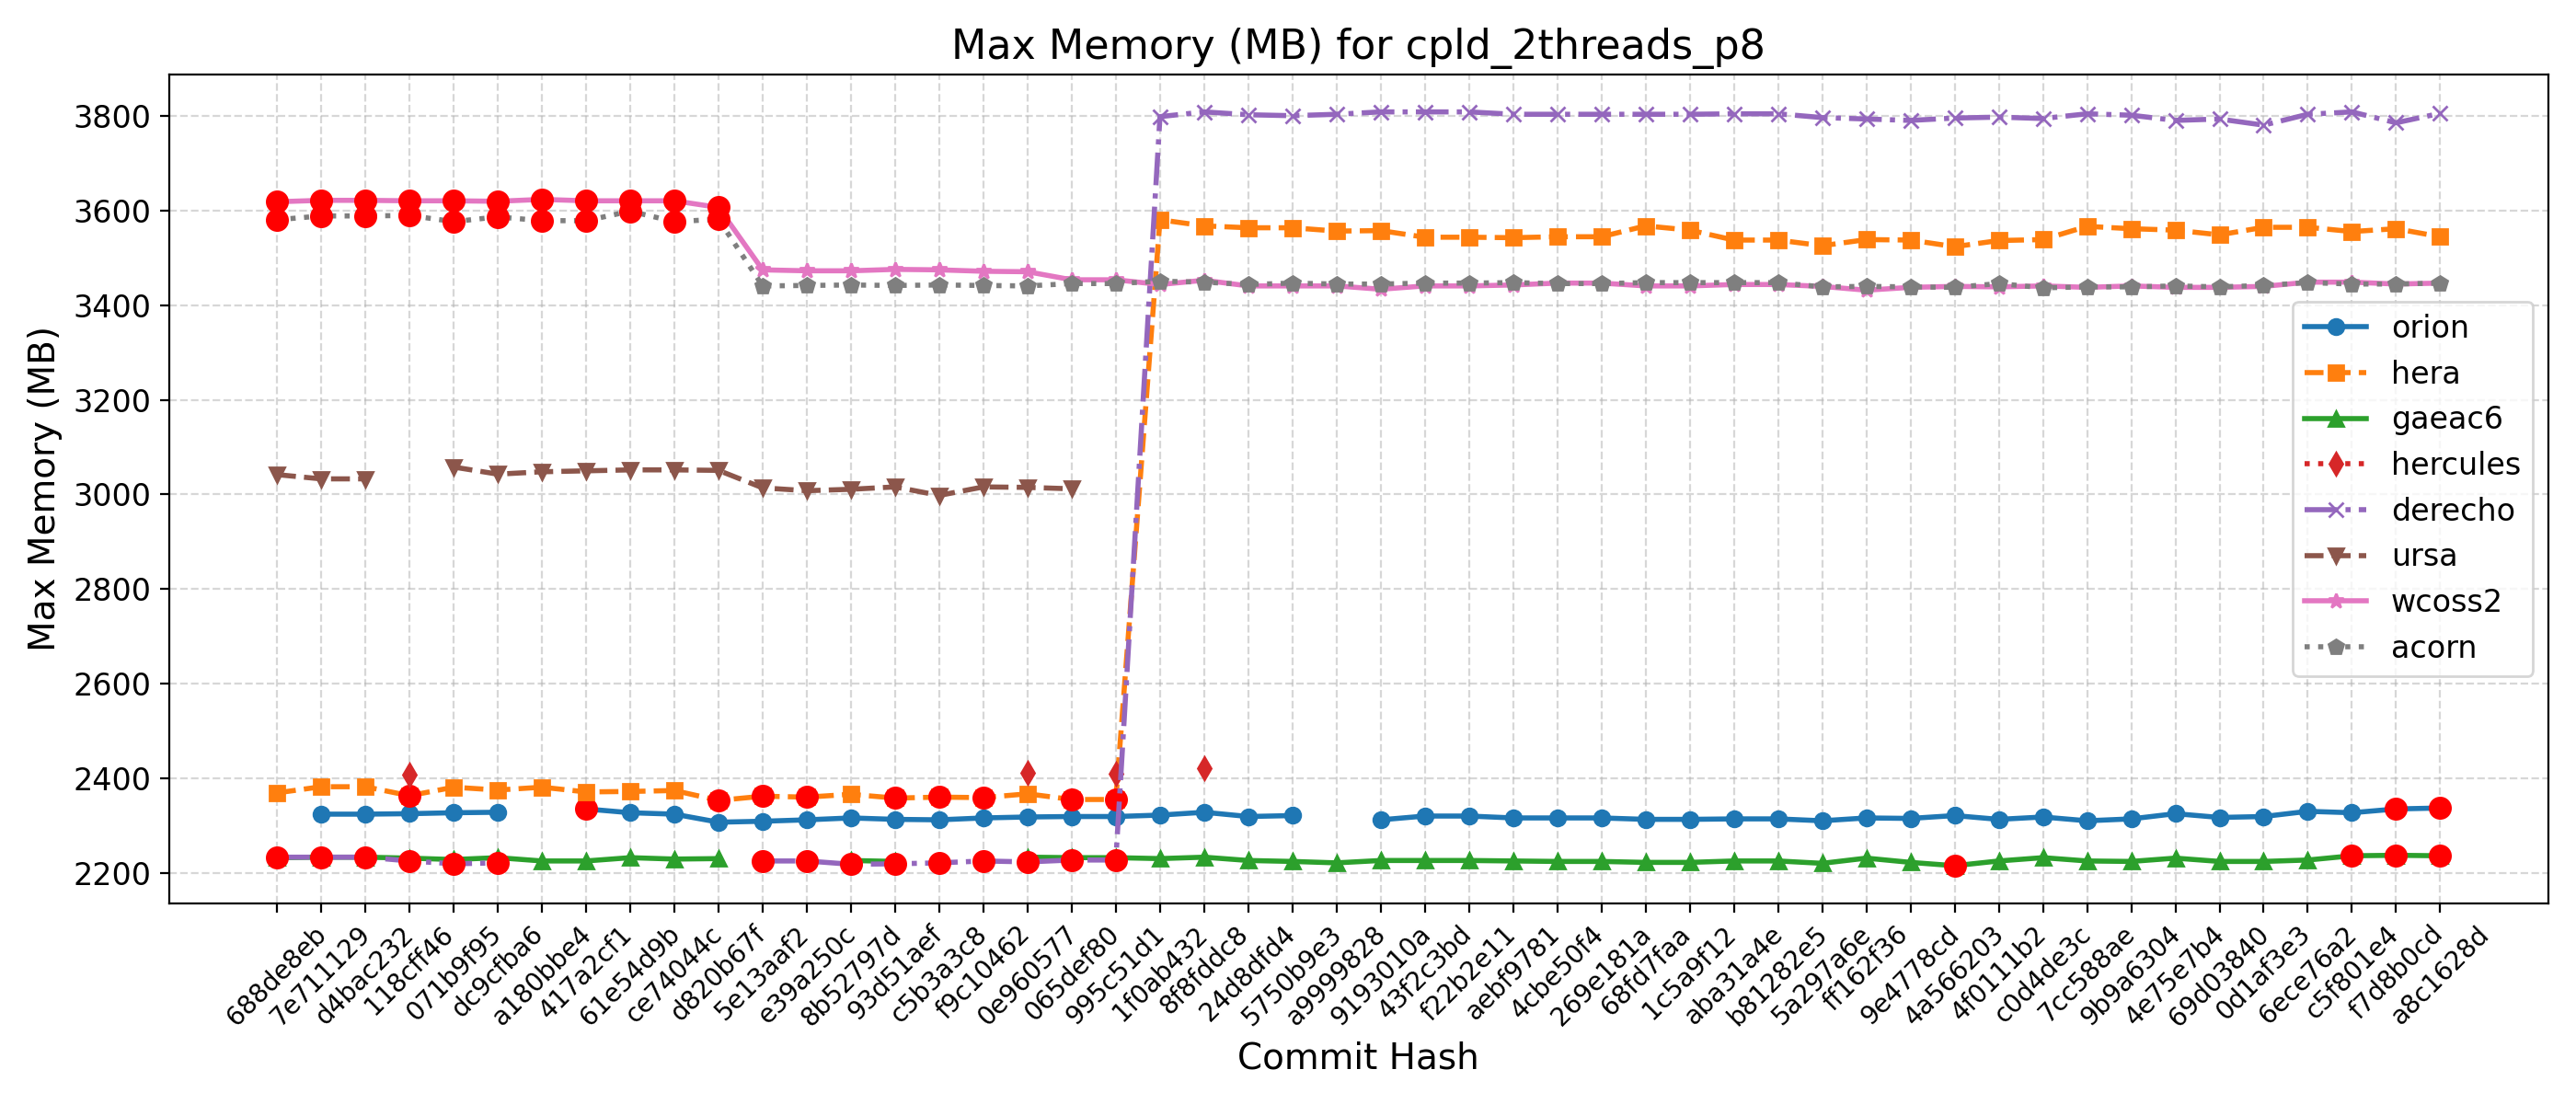 Max Memory (MB) for cpld_2threads_p8
Max Memory (MB)
3800
3600
3400
3200
3000
2800
2600
2400
2200
orion
hera
gaeac6
hercules
derecho
ursa
wcoss2
acorn
688de8eb
7e711129
d4bac232
118cff46
071b9f95
dc9cfba6
a180bbe4
417a2cf1
61e54d9b
ce74044c
d820b67f
5e13aaf2
e39a250c
8b52797d
93d51aef
c5b3a3c8
f9c10462
0e960577
065def80
995c51d1
1f0ab432
8f8fddc8
24d8dfd4
5750b9e3
a9999828
9193010a
43f2c3bd
f22b2e11
aebf9781
4cbe50f4
269e181a
68fd7faa
1c5a9f12
aba31a4e
b81282e5
5a297a6e
ff162f36
9e4778cd
4a566203
4f0111b2
c0d4de3c
7cc588ae
9b9a6304
4e75e7b4
69d03840
0d1af3e3
6ece76a2
c5f801e4
f7d8b0cd
a8c1628d
Commit Hash